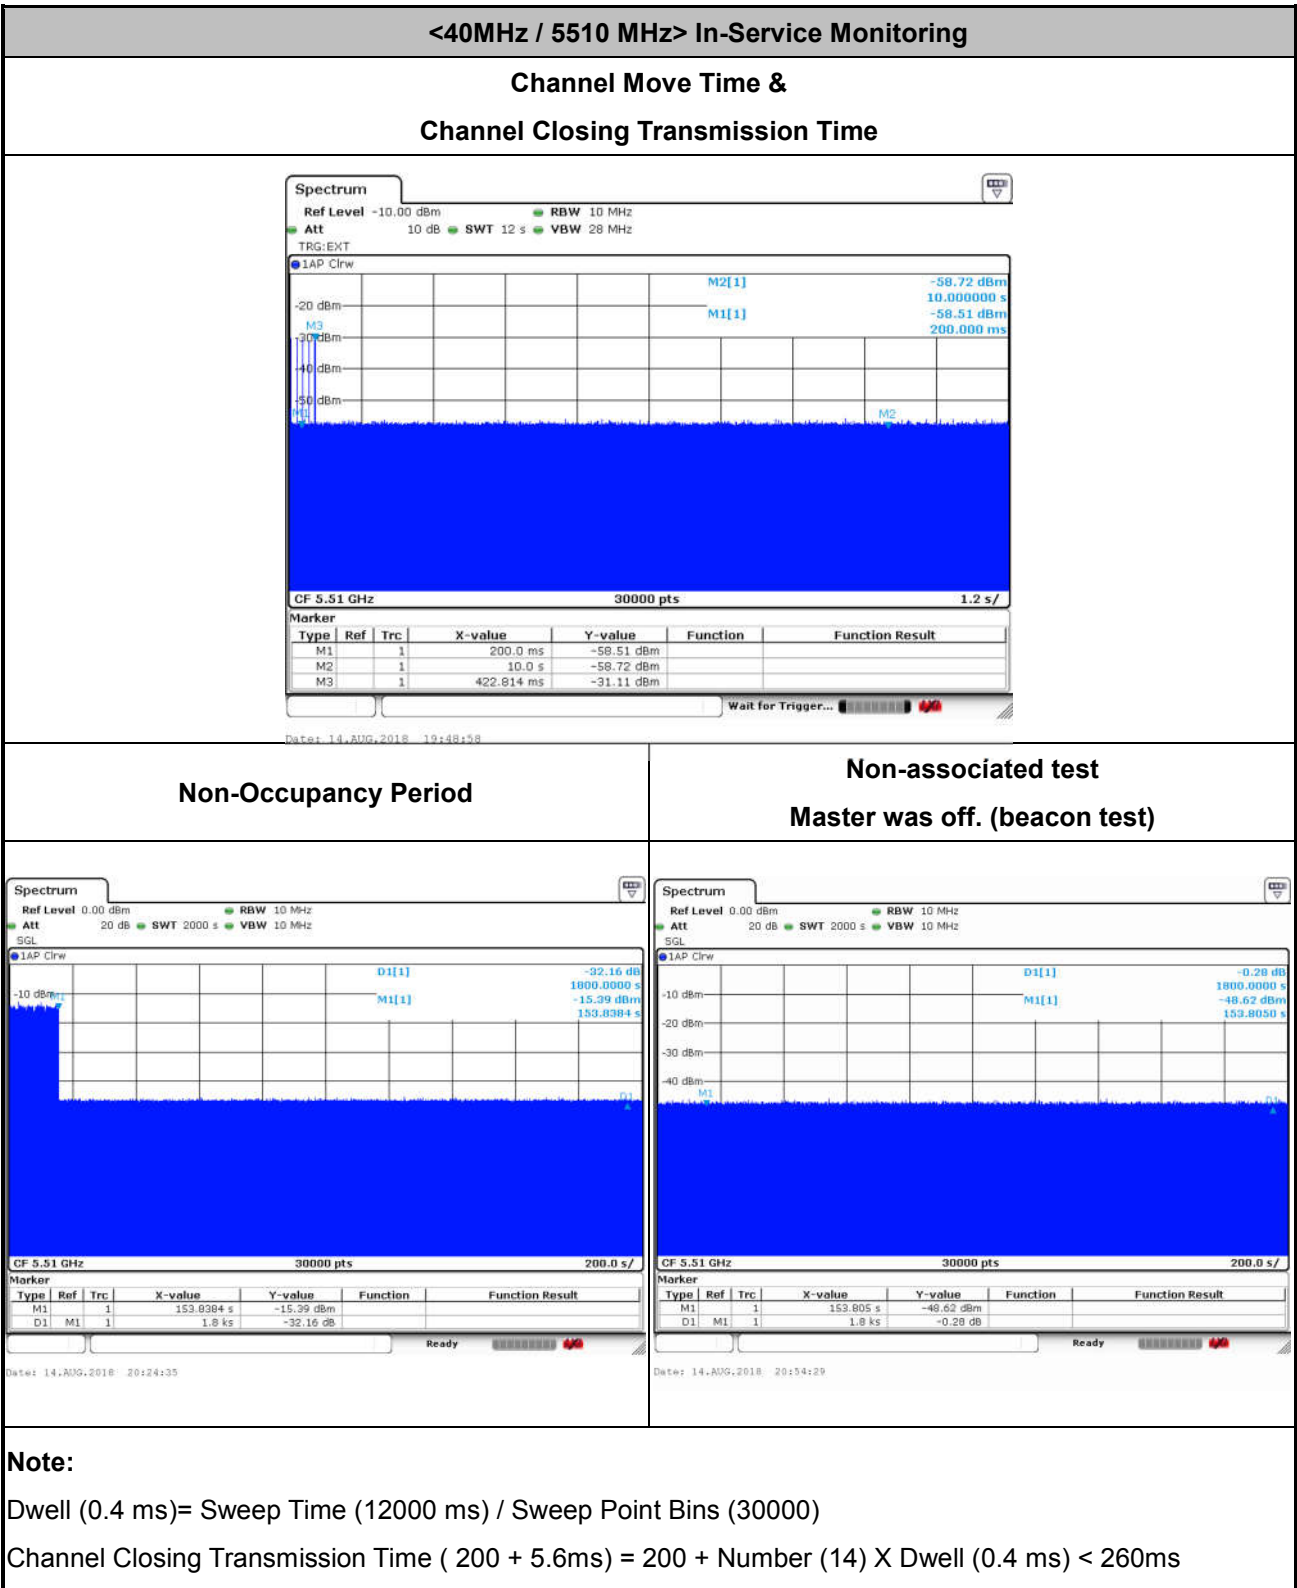 <40MHz / 5510 MHz> In-Service Monitoring
Channel Move Time &
Channel Closing Transmission Time
Spectrum
Ref Level -10.00 dBm RBW 10 MHz
Att 10 dB SWT 12 s VBW 28 MHz
TRG:EXT
1AP Clrw
M2[1] -58.72 dBm
10.000000 s
M1[1] -58.51 dBm
200.000 ms
-20 dBm
M3
-30 dBm
-40 dBm
-50 dBm
M1
M2
CF 5.51 GHz 30000 pts 1.2 s/
Marker
Type Ref Trc X-value Y-value Function Function Result
M1 1 200.0 ms -58.51 dBm
M2 1 10.0 s -58.72 dBm
M3 1 422.814 ms -31.11 dBm
Wait for Trigger...
Date: 14.AUG.2018 19:48:58
Non-Occupancy Period
Non-associated test
Master was off. (beacon test)
Spectrum
Ref Level 0.00 dBm RBW 10 MHz
Att 20 dB SWT 2000 s VBW 10 MHz
SGL
1AP Clrw
D1[1] -32.16 dB
1800.0000 s
M1[1] -15.39 dBm
153.8384 s
-10 dBm
M1
D1
CF 5.51 GHz 30000 pts 200.0 s/
Marker
Type Ref Trc X-value Y-value Function Function Result
M1 1 153.8384 s -15.39 dBm
D1 M1 1 1.8 ks -32.16 dB
Ready
Date: 14.AUG.2018 20:24:35
Spectrum
Ref Level 0.00 dBm RBW 10 MHz
Att 20 dB SWT 2000 s VBW 10 MHz
SGL
1AP Clrw
D1[1] -0.28 dB
1800.0000 s
M1[1] -48.62 dBm
153.8050 s
-10 dBm
-20 dBm
-30 dBm
-40 dBm
M1
D1
CF 5.51 GHz 30000 pts 200.0 s/
Marker
Type Ref Trc X-value Y-value Function Function Result
M1 1 153.805 s -48.62 dBm
D1 M1 1 1.8 ks -0.28 dB
Ready
Date: 14.AUG.2018 20:54:29
Note:
Dwell (0.4 ms)= Sweep Time (12000 ms) / Sweep Point Bins (30000)
Channel Closing Transmission Time ( 200 + 5.6ms) = 200 + Number (14) X Dwell (0.4 ms) < 260ms